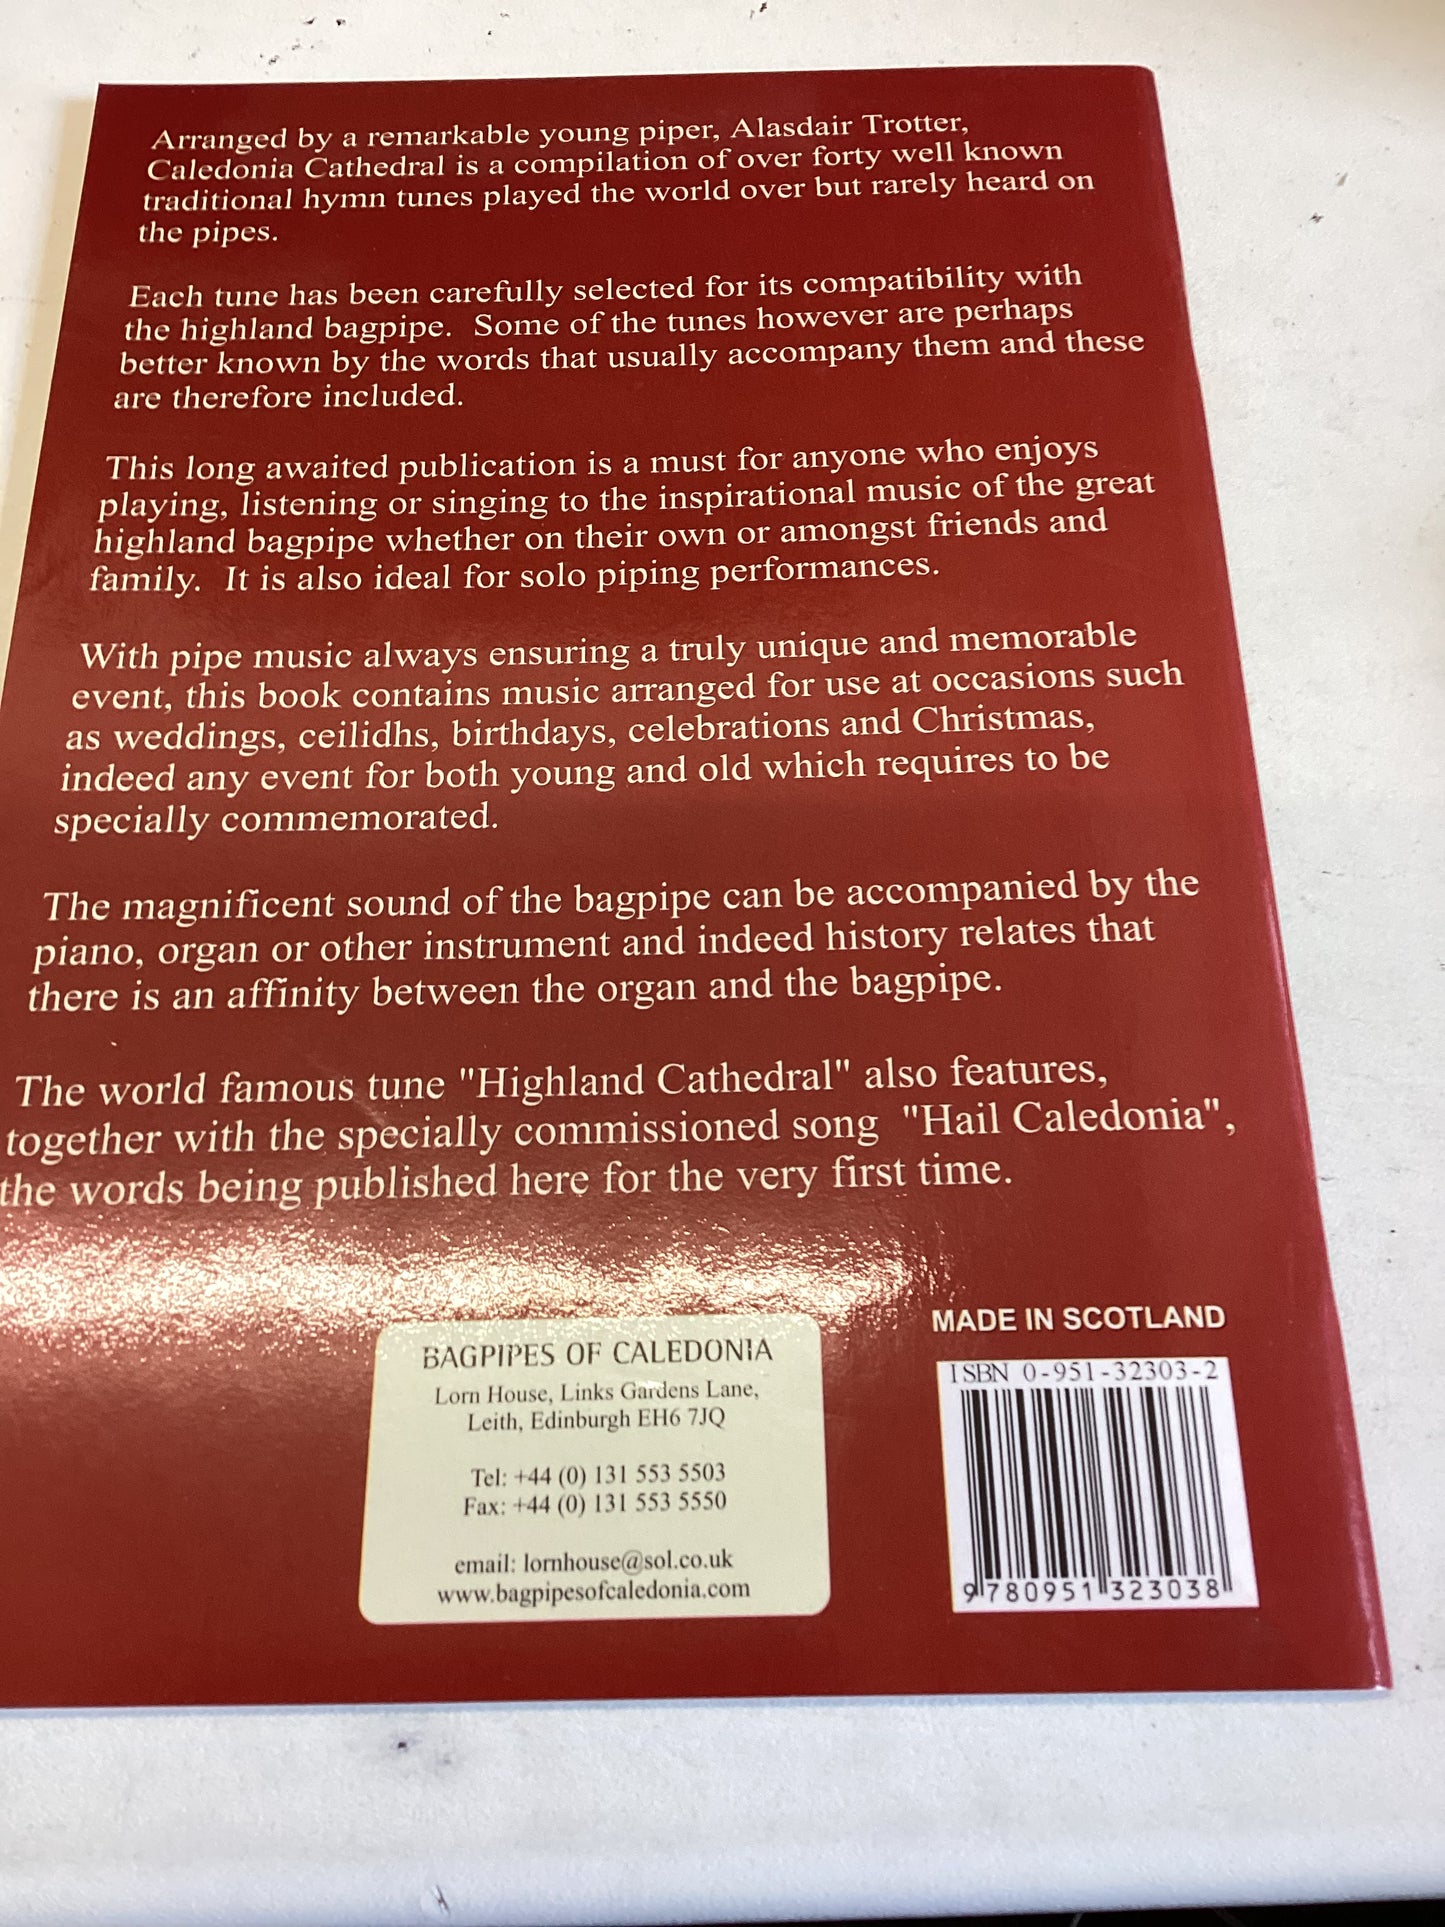 Arranged by a remarkable young piper, Alasdair Trotter,
Caledonia Cathedral is a compilation of over forty well known
traditional hymn tunes played the world over but rarely heard on
the pipes.
Each tune has been carefully selected for its compatibility with
the highland bagpipe. Some of the tunes however are perhaps
better known by the words that usually accompany them and these
are therefore included.
This long awaited publication is a must for anyone who enjoys
playing, listening or singing to the inspirational music of the great
highland bagpipe whether on their own or amongst friends and
family. It is also ideal for solo piping performances.
With pipe music always ensuring a truly unique and memorable
event, this book contains music arranged for use at occasions such
as weddings, ceilidhs, birthdays, celebrations and Christmas,
indeed any event for both young and old which requires to be
specially commemorated.
The magnificent sound of the bagpipe can be accompanied by the
piano, organ or other instrument and indeed history relates that
there is an affinity between the organ and the bagpipe.
The world famous tune "Highland Cathedral" also features,
together with the specially commissioned song "Hail Caledonia",
the words being published here for the very first time.
BAGPIPES OF CALEDONIA
Lorn House, Links Gardens Lane,
Leith, Edinburgh EH6 7JQ
Tel: +44 (0) 131 553 5503
Fax: +44 (0) 131 553 5550
email: lornhouse@sol.co.uk
www.bagpipesofcaledonia.com
MADE IN SCOTLAND
ISBN 0-951-32303-2
9 780951 323038